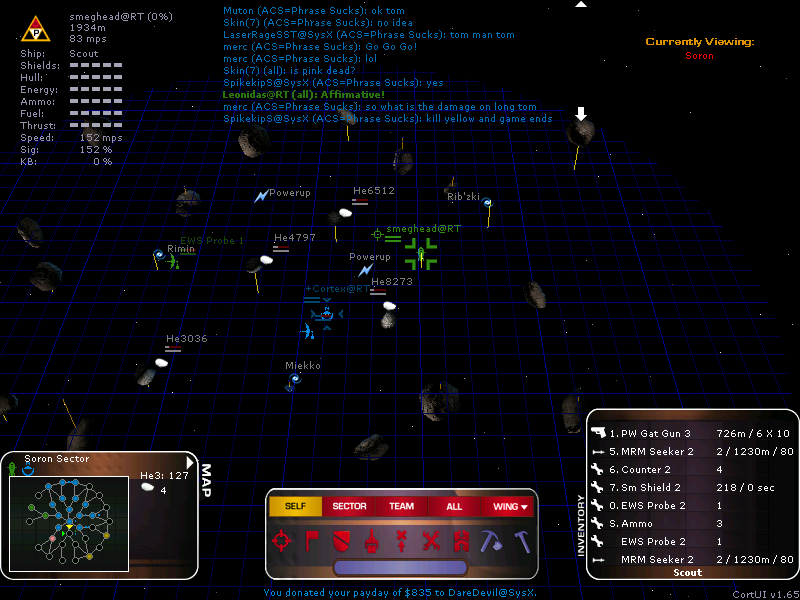 smeghead@RT (0%)
1934m
83 mps
Ship: Scout
Shields:
Hull:
Energy:
Ammo:
Fuel:
Thrust:
Speed: 152 mps
Sig: 152 %
KB: 0 %
Muton (ACS=Phrase Sucks): ok tom
Skin(7) (ACS=Phrase Sucks): no idea
LaserRageSST@SysX (ACS=Phrase Sucks): tom man tom
merc (ACS=Phrase Sucks): Go Go Go!
merc (ACS=Phrase Sucks): lol
Skin(7) (all): is pink dead?
SpikekipS@SysX (ACS=Phrase Sucks): yes
Leonidas@RT (all): Affirmative!
merc (ACS=Phrase Sucks): so what is the damage on long tom
SpikekipS@SysX (ACS=Phrase Sucks): kill yellow and game ends
Currently Viewing:
Soron
P
Powerup
He6512
Rib'zki
smeghead@RT
EWS Probe 1
Rimin
He4797
Powerup
He8273
+Cortex@RT
He3036
Miekko
Soron Sector
He3: 127
4
MAP
SELF
SECTOR
TEAM
ALL
WING
INVENTORY
1. PW Gat Gun 3 726m / 6 X 10
5. MRM Seeker 2 2 / 1230m / 80
6. Counter 2 4
7. Sm Shield 2 218 / 0 sec
0. EWS Probe 2 1
S. Ammo 3
EWS Probe 2 1
MRM Seeker 2 2 / 1230m / 80
Scout
You donated your payday of $835 to DareDevil@SysX.
CortUI v1.65